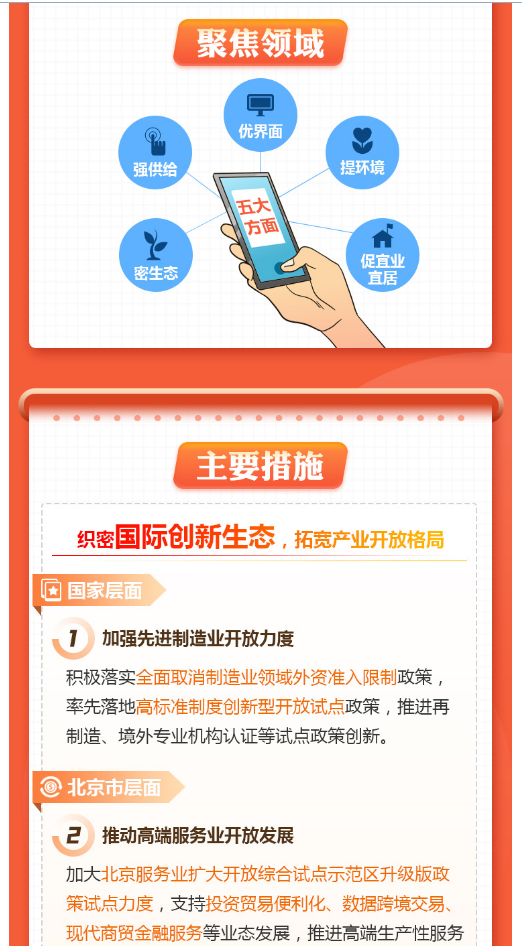 聚焦领域
优界面
强供给
提环境
五大
方面
密生态
促宜业
宜居
主要措施
织密国际创新生态，拓宽产业开放格局
国家层面
1 加强先进制造业开放力度
积极落实全面取消制造业领域外资准入限制政策，
率先落地高标准制度创新型开放试点政策，推进再
制造、境外专业机构认证等试点政策创新。
北京市层面
2 推动高端服务业开放发展
加大北京服务业扩大开放综合试点示范区升级版政
策试点力度，支持投资贸易便利化、数据跨境交易、
现代商贸金融服务等业态发展，推进高端生产性服务